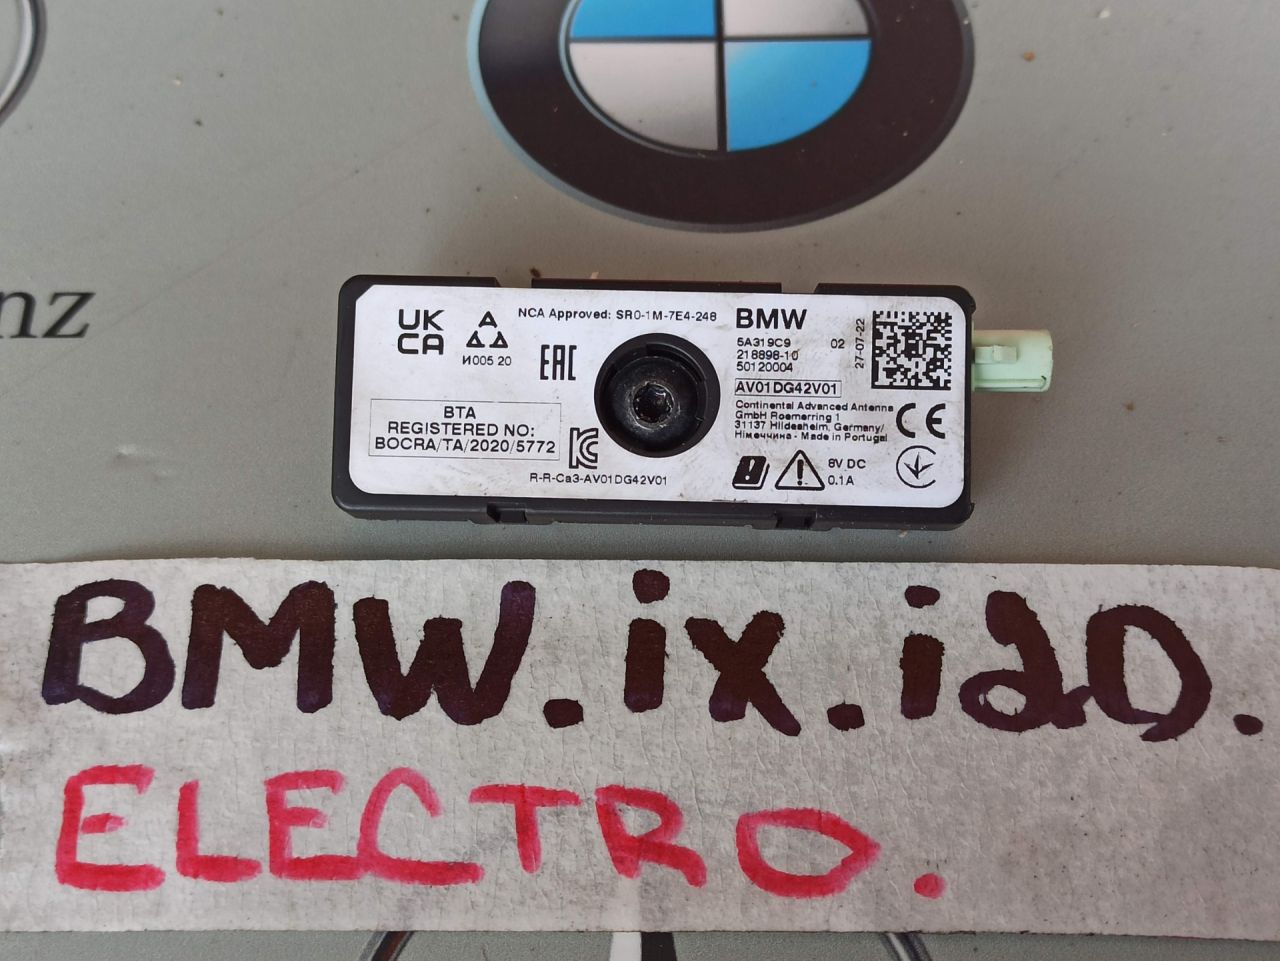 nz
UK
CA
И005 20
NCA Approved: SR0-1M-7E4-248
EAC
BTA
REGISTERED NO:
BOCRA/TA/2020/5772
R-R-Ca3-AV01DG42V01
BMW
5A319C9 02
218898-10
50120004
27-07-22
AV01DG42V01
Continental Advanced Antenna
GmbH Roemerring 1
31137 Hildesheim, Germany/
Німеччина - Made in Portugal
CE
8V DC
0.1A
BMW.ix.i20.
ELECTRO.